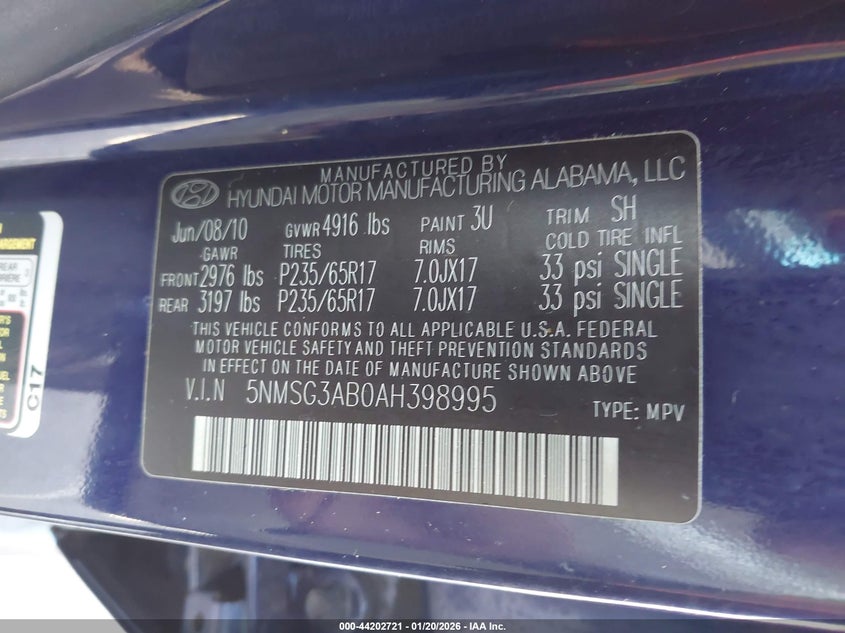 MANUFACTURED BY
HYUNDAI MOTOR MANUFACTURING ALABAMA, LLC
Jun/08/10 GVWR 4916 lbs PAINT 3U TRIM SH
GAWR TIRES RIMS COLD TIRE INFL
FRONT 2976 lbs P235/65R17 7.0JX17 33 psi SINGLE
REAR 3197 lbs P235/65R17 7.0JX17 33 psi SINGLE
THIS VEHICLE CONFORMS TO ALL APPLICABLE U.S.A. FEDERAL
MOTOR VEHICLE SAFETY AND THEFT PREVENTION STANDARDS
IN EFFECT ON THE DATE OF MANUFACTURE SHOWN ABOVE
V.I.N 5NMSG3AB0AH398995 TYPE: MPV
REAR
C17
000-44202721 - 01/20/2026 - IAA Inc.